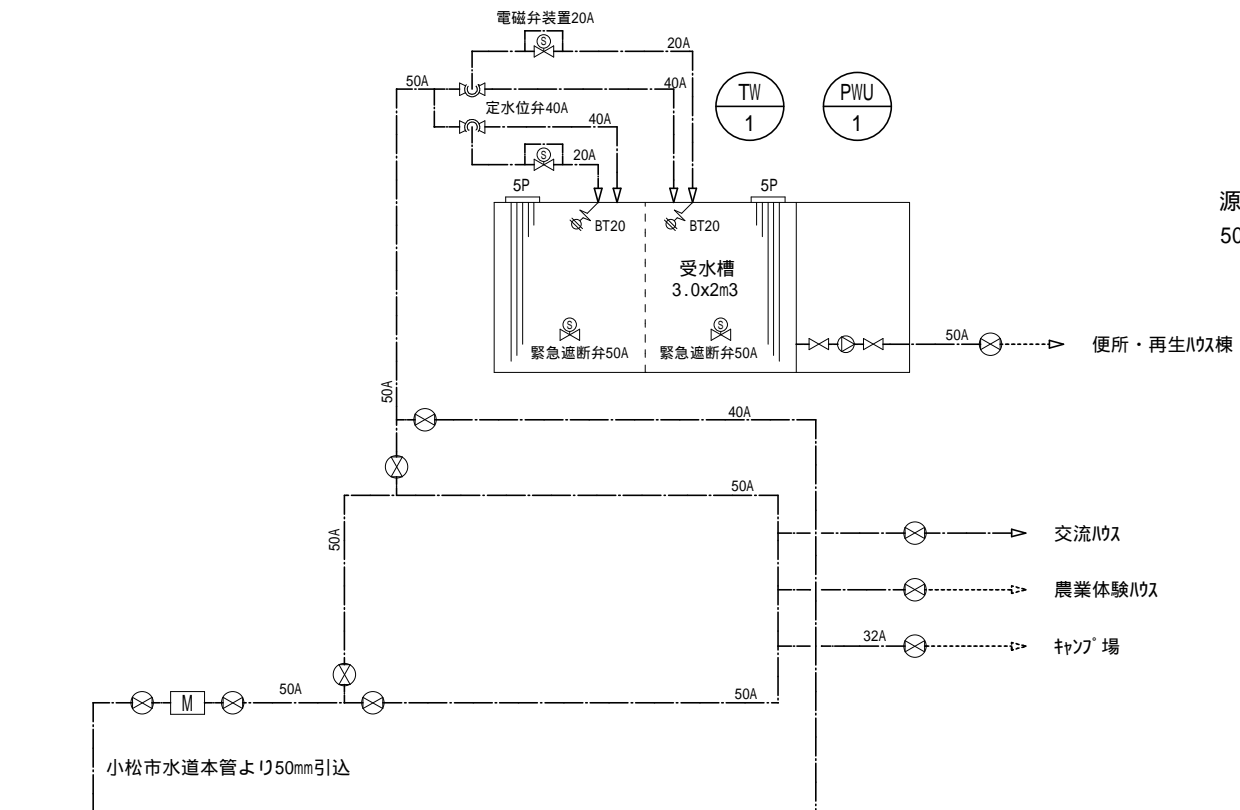 電磁弁装置20A
S
20A
50A
40A
定水位弁40A
40A
S
20A
TW
1
PWU
1
5P
5P
BT20
BT20
受水槽
3.0x2m3
S
S
緊急遮断弁50A
緊急遮断弁50A
源
50
50A
便所・再生ﾊｳｽ棟
50A
40A
50A
50A
交流ﾊｳｽ
農業体験ﾊｳｽ
32A
ｷｬﾝﾌﾟ場
50A
50A
M
小松市水道本管より50mm引込